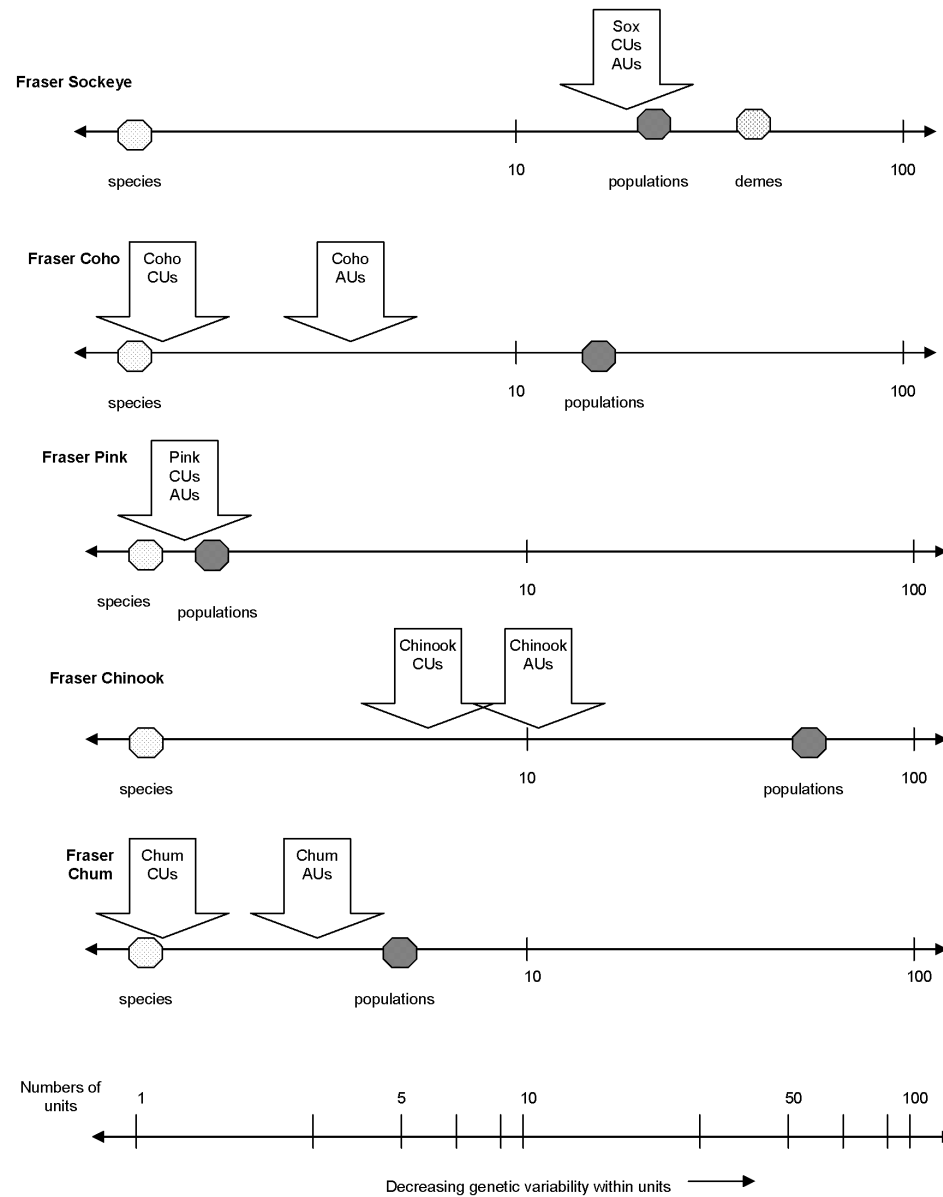 Sox
CUs
AUs
Fraser Sockeye
10
100
species
populations
demes
Fraser Coho
Coho
CUs
Coho
AUs
10
100
species
populations
Fraser Pink
Pink
CUs
AUs
10
100
species
populations
Chinook
CUs
Chinook
AUs
Fraser Chinook
10
100
species
populations
Fraser
Chum
Chum
CUs
Chum
AUs
10
100
species
populations
Numbers of
units
1
5
10
50
100
Decreasing genetic variability within units